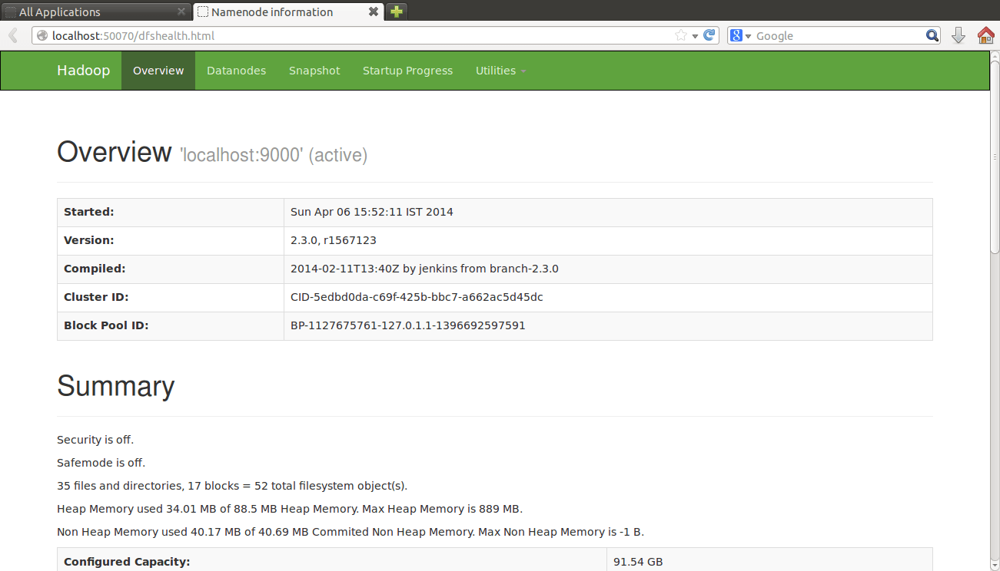 All Applications Namenode information
localhost:50070/dfshealth.html Google
Hadoop Overview Datanodes Snapshot Startup Progress Utilities
Overview 'localhost:9000' (active)
Started: Sun Apr 06 15:52:11 IST 2014
Version: 2.3.0, r1567123
Compiled: 2014-02-11T13:40Z by jenkins from branch-2.3.0
Cluster ID: CID-5edbd0da-c69f-425b-bbc7-a662ac5d45dc
Block Pool ID: BP-1127675761-127.0.1.1-1396692597591
Summary
Security is off.
Safemode is off.
35 files and directories, 17 blocks = 52 total filesystem object(s).
Heap Memory used 34.01 MB of 88.5 MB Heap Memory. Max Heap Memory is 889 MB.
Non Heap Memory used 40.17 MB of 40.69 MB Commited Non Heap Memory. Max Non Heap Memory is -1 B.
Configured Capacity: 91.54 GB